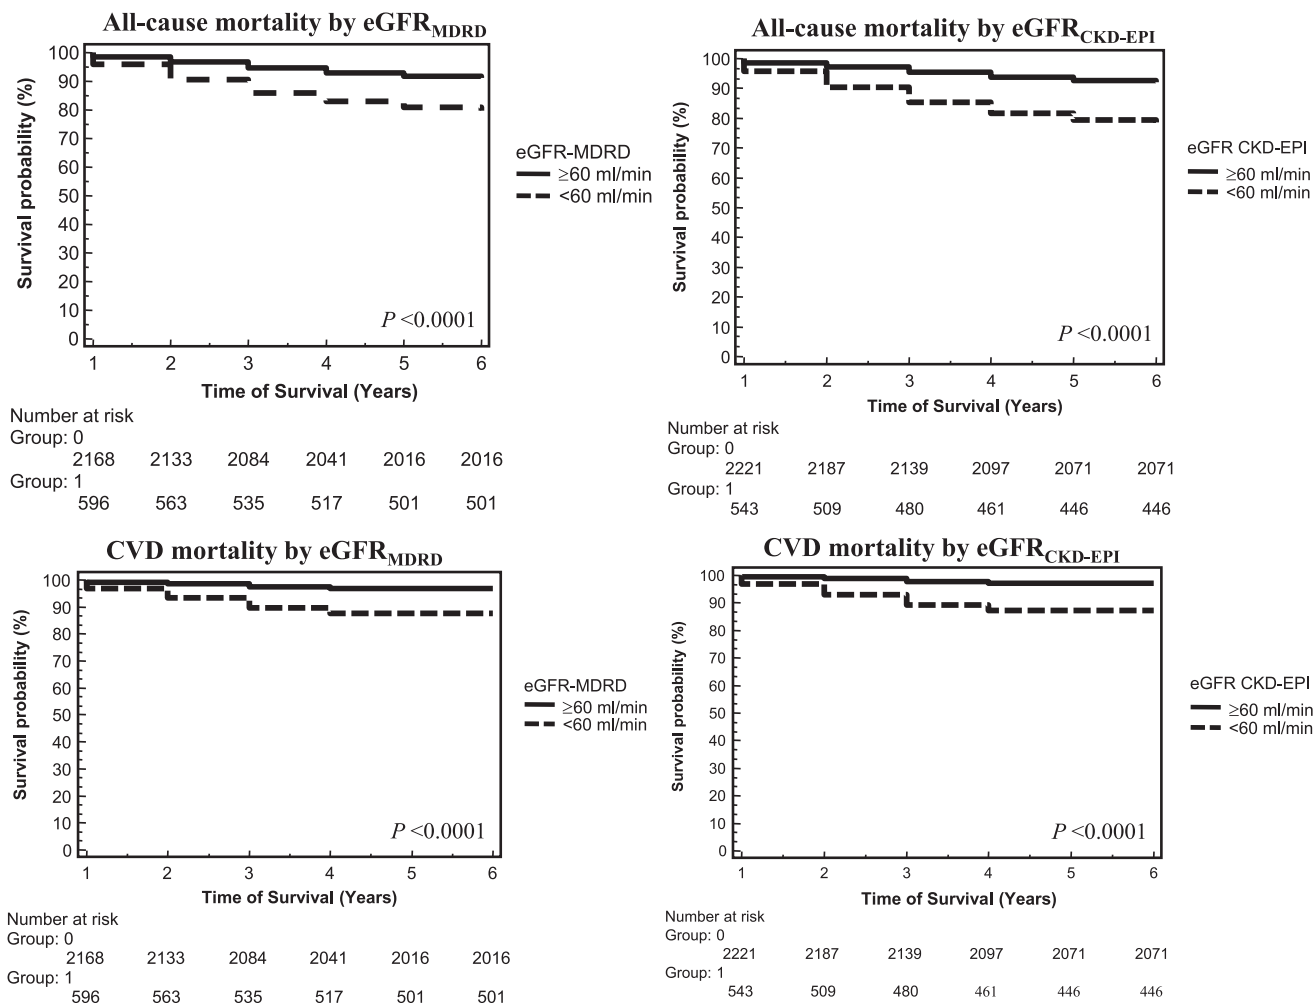 All-cause mortality by eGFRMDRD
100
90
80
70
60
50
40
30
20
10
0
Survival probability (%)
eGFR-MDRD
≥60 ml/min
<60 ml/min
P <0.0001
1 2 3 4 5 6
Time of Survival (Years)
Number at risk
Group: 0
2168 2133 2084 2041 2016 2016
Group: 1
596 563 535 517 501 501
All-cause mortality by eGFRCKD-EPI
100
90
80
70
60
50
40
30
20
10
0
Survival probability (%)
eGFR CKD-EPI
≥60 ml/min
<60 ml/min
P <0.0001
1 2 3 4 5 6
Time of Survival (Years)
Number at risk
Group: 0
2221 2187 2139 2097 2071 2071
Group: 1
543 509 480 461 446 446
CVD mortality by eGFRMDRD
100
90
80
70
60
50
40
30
20
10
0
Survival probability (%)
eGFR-MDRD
≥60 ml/min
<60 ml/min
P <0.0001
1 2 3 4 5 6
Time of Survival (Years)
Number at risk
Group: 0
2168 2133 2084 2041 2016 2016
Group: 1
596 563 535 517 501 501
CVD mortality by eGFRCKD-EPI
100
90
80
70
60
50
40
30
20
10
0
Survival probability (%)
eGFR CKD-EPI
≥60 ml/min
<60 ml/min
P <0.0001
1 2 3 4 5 6
Time of Survival (Years)
Number at risk
Group: 0
2221 2187 2139 2097 2071 2071
Group: 1
543 509 480 461 446 446